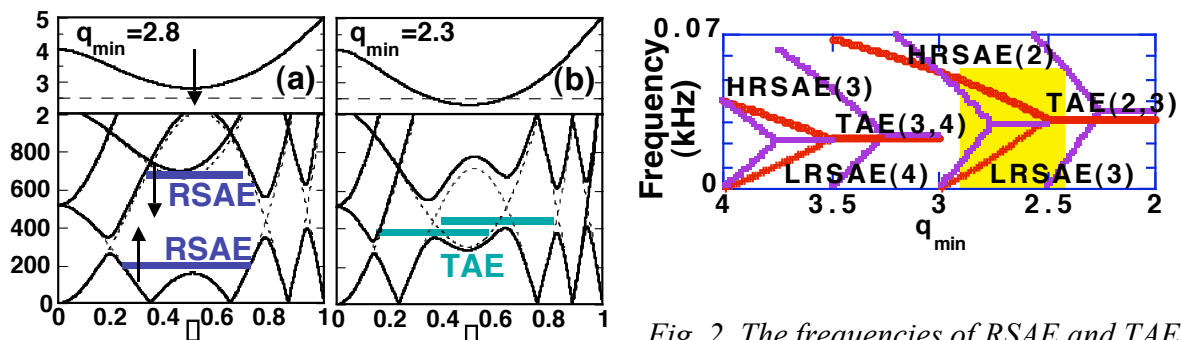 5
4
3
2
q_min=2.8
(a)
800
600
400
200
0
RSAE
RSAE
0 0.2 0.4 0.6 0.8 1
q_min=2.3
(b)
TAE
0 0.2 0.4 0.6 0.8 1
Frequency
(kHz)
0.07
0
HRSAE(2)
HRSAE(3)
TAE(2,3)
TAE(3,4)
LRSAE(4)
LRSAE(3)
4 3.5 3 2.5 2
q_min
Fig. 2. The frequencies of RSAE and TAE